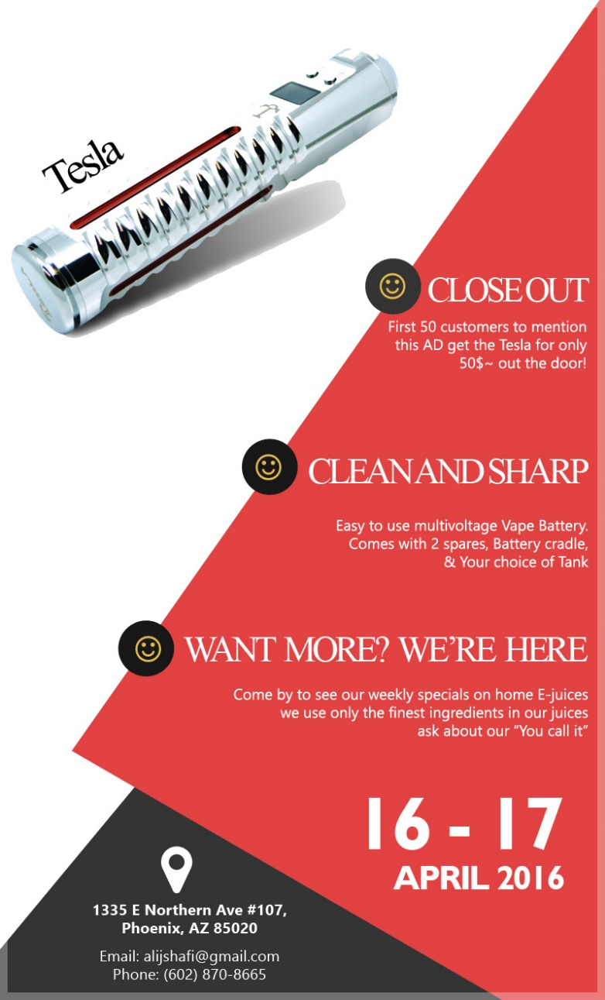 Tesla
CLOSE OUT
First 50 customers to mention
this AD get the Tesla for only
50$~ out the door!
CLEAN AND SHARP
Easy to use multivoltage Vape Battery.
Comes with 2 spares, Battery cradle,
& Your choice of Tank
WANT MORE? WE'RE HERE
Come by to see our weekly specials on home E-juices
we use only the finest ingredients in our juices
ask about our "You call it"
16 - 17
APRIL 2016
1335 E Northern Ave #107,
Phoenix, AZ 85020
Email: alijshafi@gmail.com
Phone: (602) 870-8665